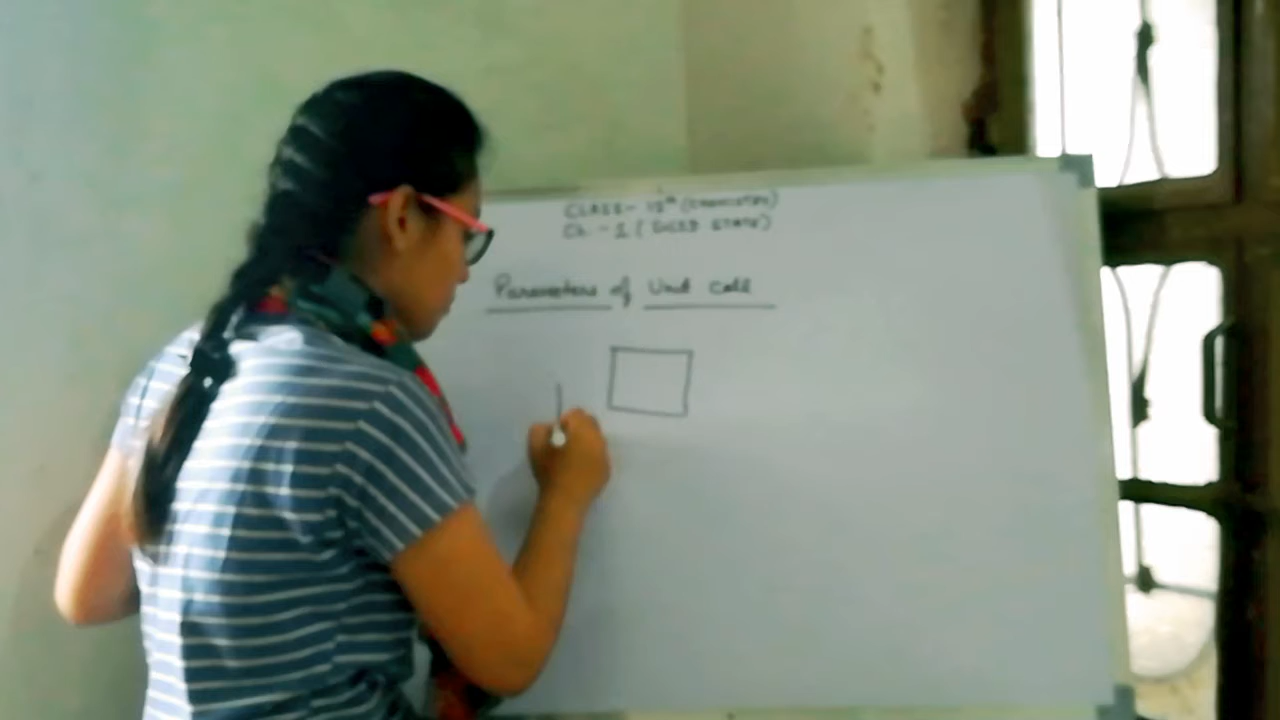 CLASS - 12th (CHEMISTRY)
Ch. - 1 ( SOLID STATE)
Parameters of Unit cell